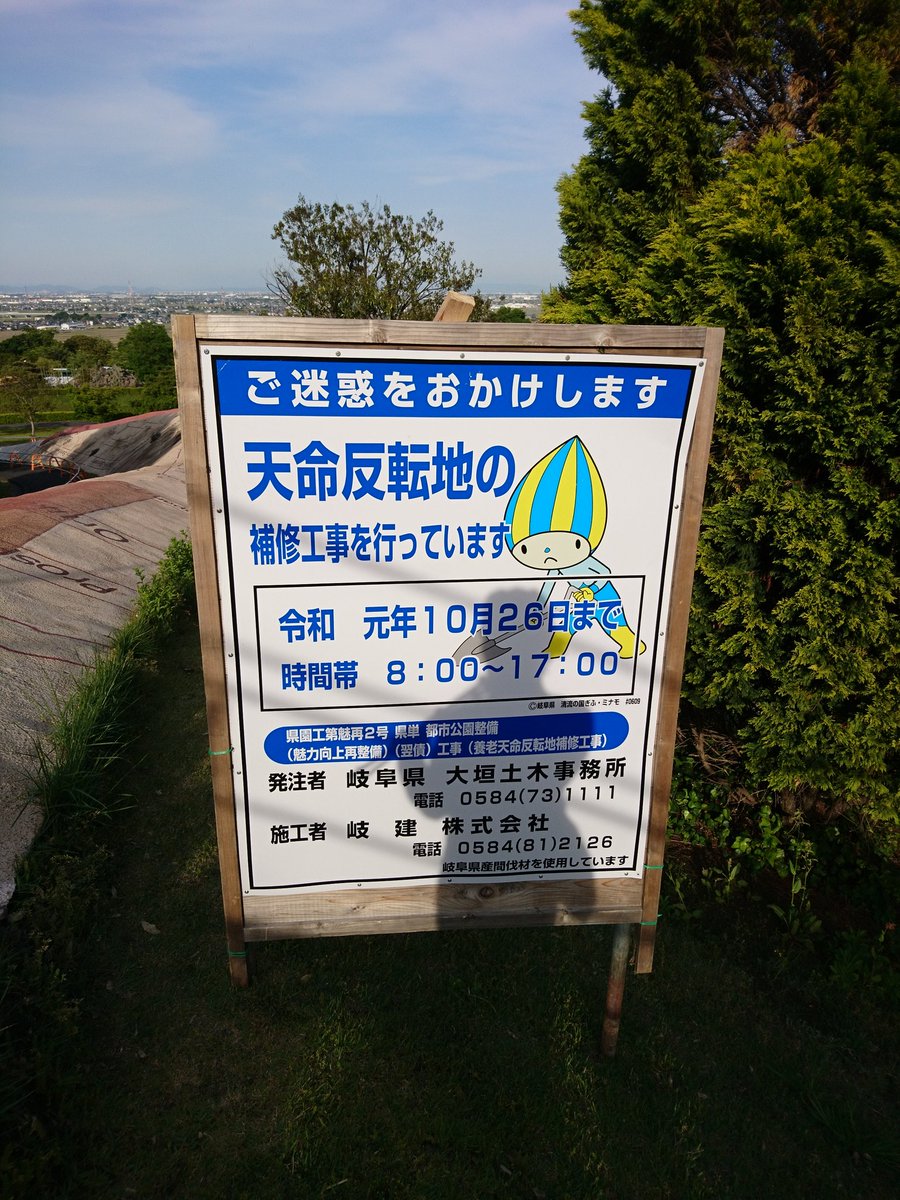 ご迷惑をおかけします
天命反転地の
補修工事を行っています
令和 元年10月26日まで
時間帯 8:00~17:00
©岐阜県 清流の国ぎふ・ミナモ #0609
県園工第魅再2号 県単 都市公園整備
(魅力向上再整備)(翌債)工事(養老天命反転地補修工事)
発注者 岐阜県 大垣土木事務所
電話 0584(73)1111
施工者 岐建 株式会社
電話 0584(81)2126
岐阜県産間伐材を使用しています